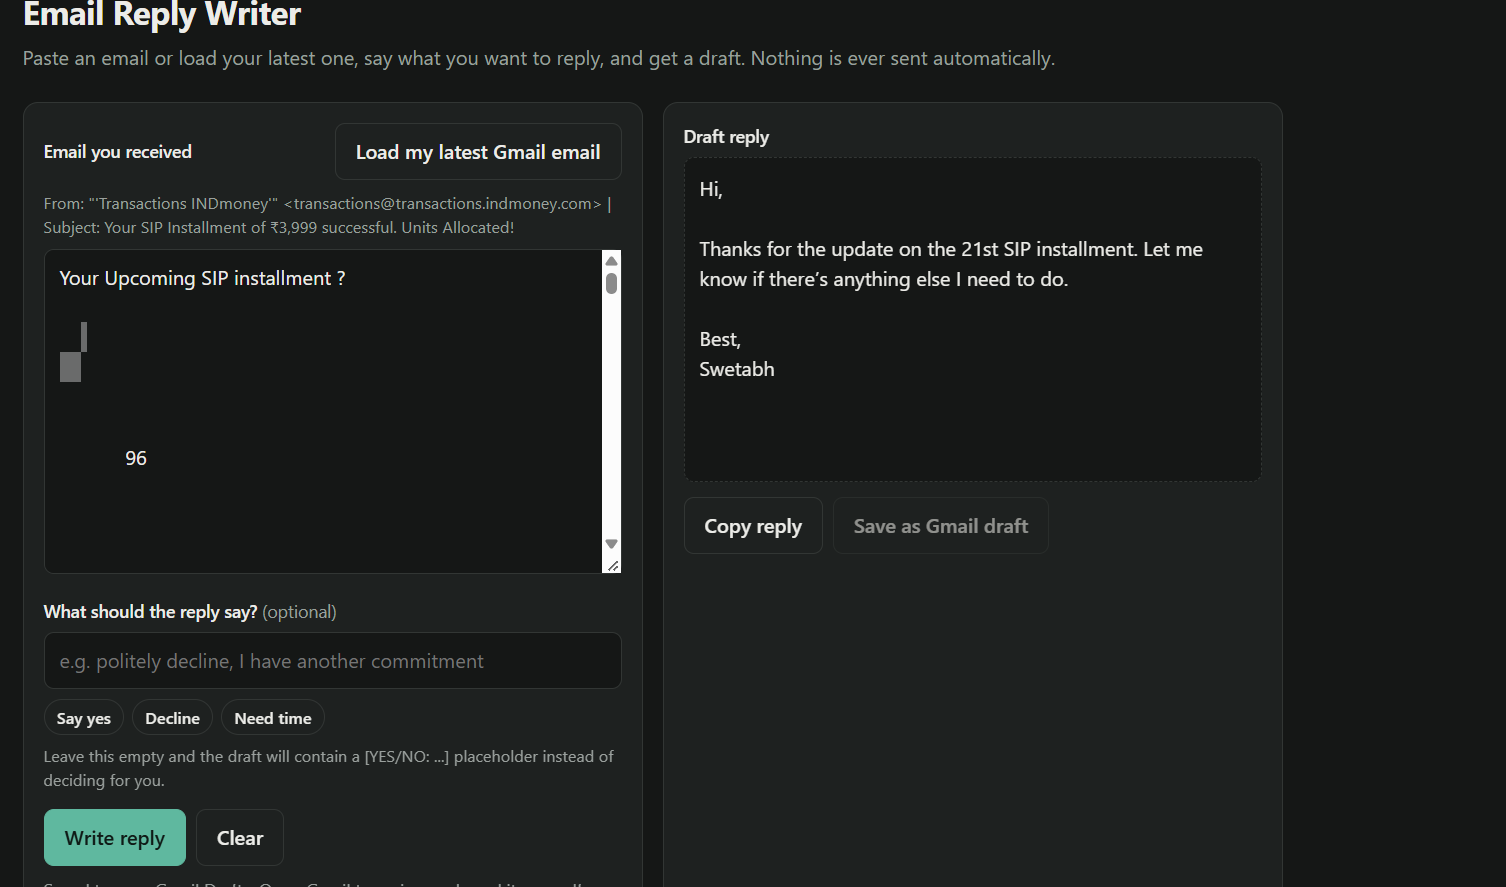 Email Reply Writer
Paste an email or load your latest one, say what you want to reply, and get a draft. Nothing is ever sent automatically.
Email you received
Load my latest Gmail email
From: "'Transactions INDmoney'" <transactions@transactions.indmoney.com> |
Subject: Your SIP Installment of ₹3,999 successful. Units Allocated!
Your Upcoming SIP installment ?
96
What should the reply say? (optional)
e.g. politely decline, I have another commitment
Say yes
Decline
Need time
Leave this empty and the draft will contain a [YES/NO: ...] placeholder instead of
deciding for you.
Write reply
Clear
Draft reply
Hi,
Thanks for the update on the 21st SIP installment. Let me
know if there's anything else I need to do.
Best,
Swetabh
Copy reply
Save as Gmail draft